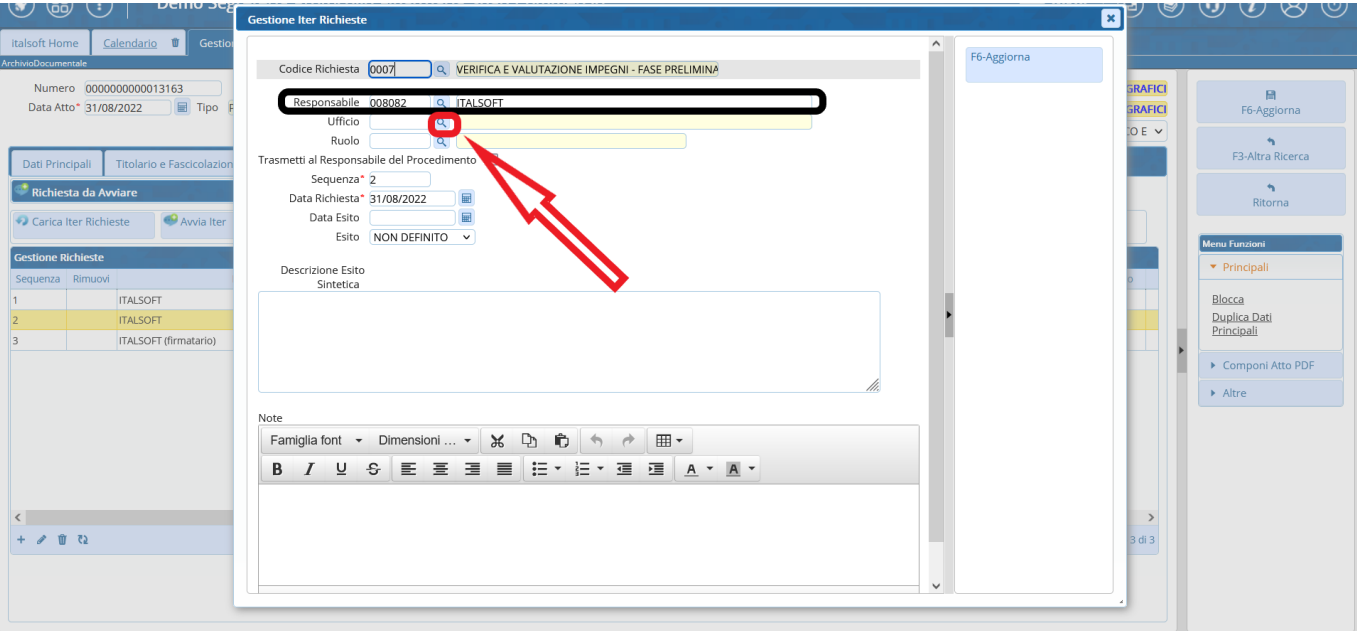 Gestione Iter Richieste
italsoft Home Calendario Gestio
ArchivioDocumentale
Codice Richiesta 0007 VERIFICA E VALUTAZIONE IMPEGNI - FASE PRELIMINA
F6-Aggiorna
Numero 0000000000013163
Data Atto* 31/08/2022 Tipo
Responsabile 008082 ITALSOFT
Ufficio
Ruolo
Trasmetti al Responsabile del Procedimento
Sequenza* 2
Data Richiesta* 31/08/2022
Data Esito
Esito NON DEFINITO
Descrizione Esito
Sintetica
Note
Famiglia font Dimensioni ...
B I U S A A
GRAFICI
GRAFICI
O E
Dati Principali Titolario e Fascicolazion
Richiesta da Avviare
Carica Iter Richieste Avvia Iter
Gestione Richieste
Sequenza Rimuovi
1 ITALSOFT
2 ITALSOFT
3 ITALSOFT (firmatario)
3 di 3
F6-Aggiorna
F3-Altra Ricerca
Ritorna
Menu Funzioni
Principali
Blocca
Duplica Dati
Principali
Componi Atto PDF
Altre